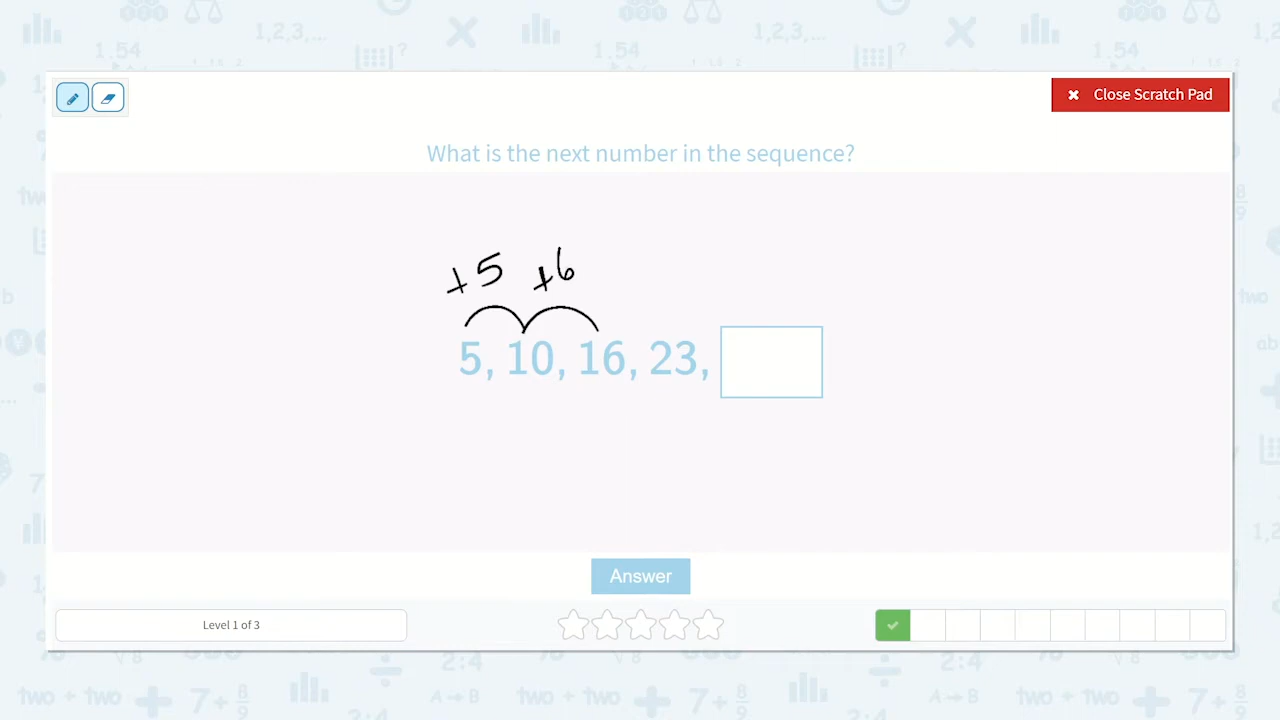 Close Scratch Pad
What is the next number in the sequence?
+5 +6
5, 10, 16, 23,
Answer
Level 1 of 3